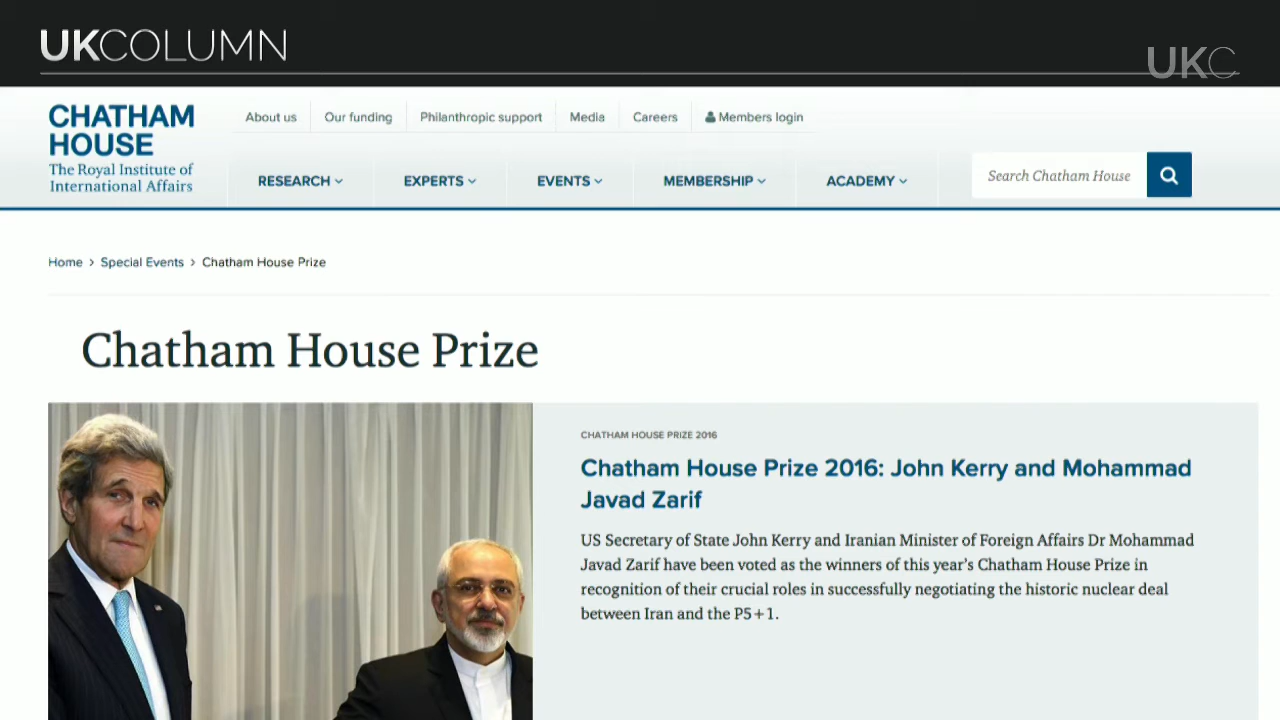 UKCOLUMN
UKC
CHATHAM
HOUSE
The Royal Institute of
International Affairs
About us
Our funding
Philanthropic support
Media
Careers
Members login
RESEARCH
EXPERTS
EVENTS
MEMBERSHIP
ACADEMY
Search Chatham House
Home > Special Events > Chatham House Prize
Chatham House Prize
CHATHAM HOUSE PRIZE 2016
Chatham House Prize 2016: John Kerry and Mohammad
Javad Zarif
US Secretary of State John Kerry and Iranian Minister of Foreign Affairs Dr Mohammad
Javad Zarif have been voted as the winners of this year's Chatham House Prize in
recognition of their crucial roles in successfully negotiating the historic nuclear deal
between Iran and the P5+1.